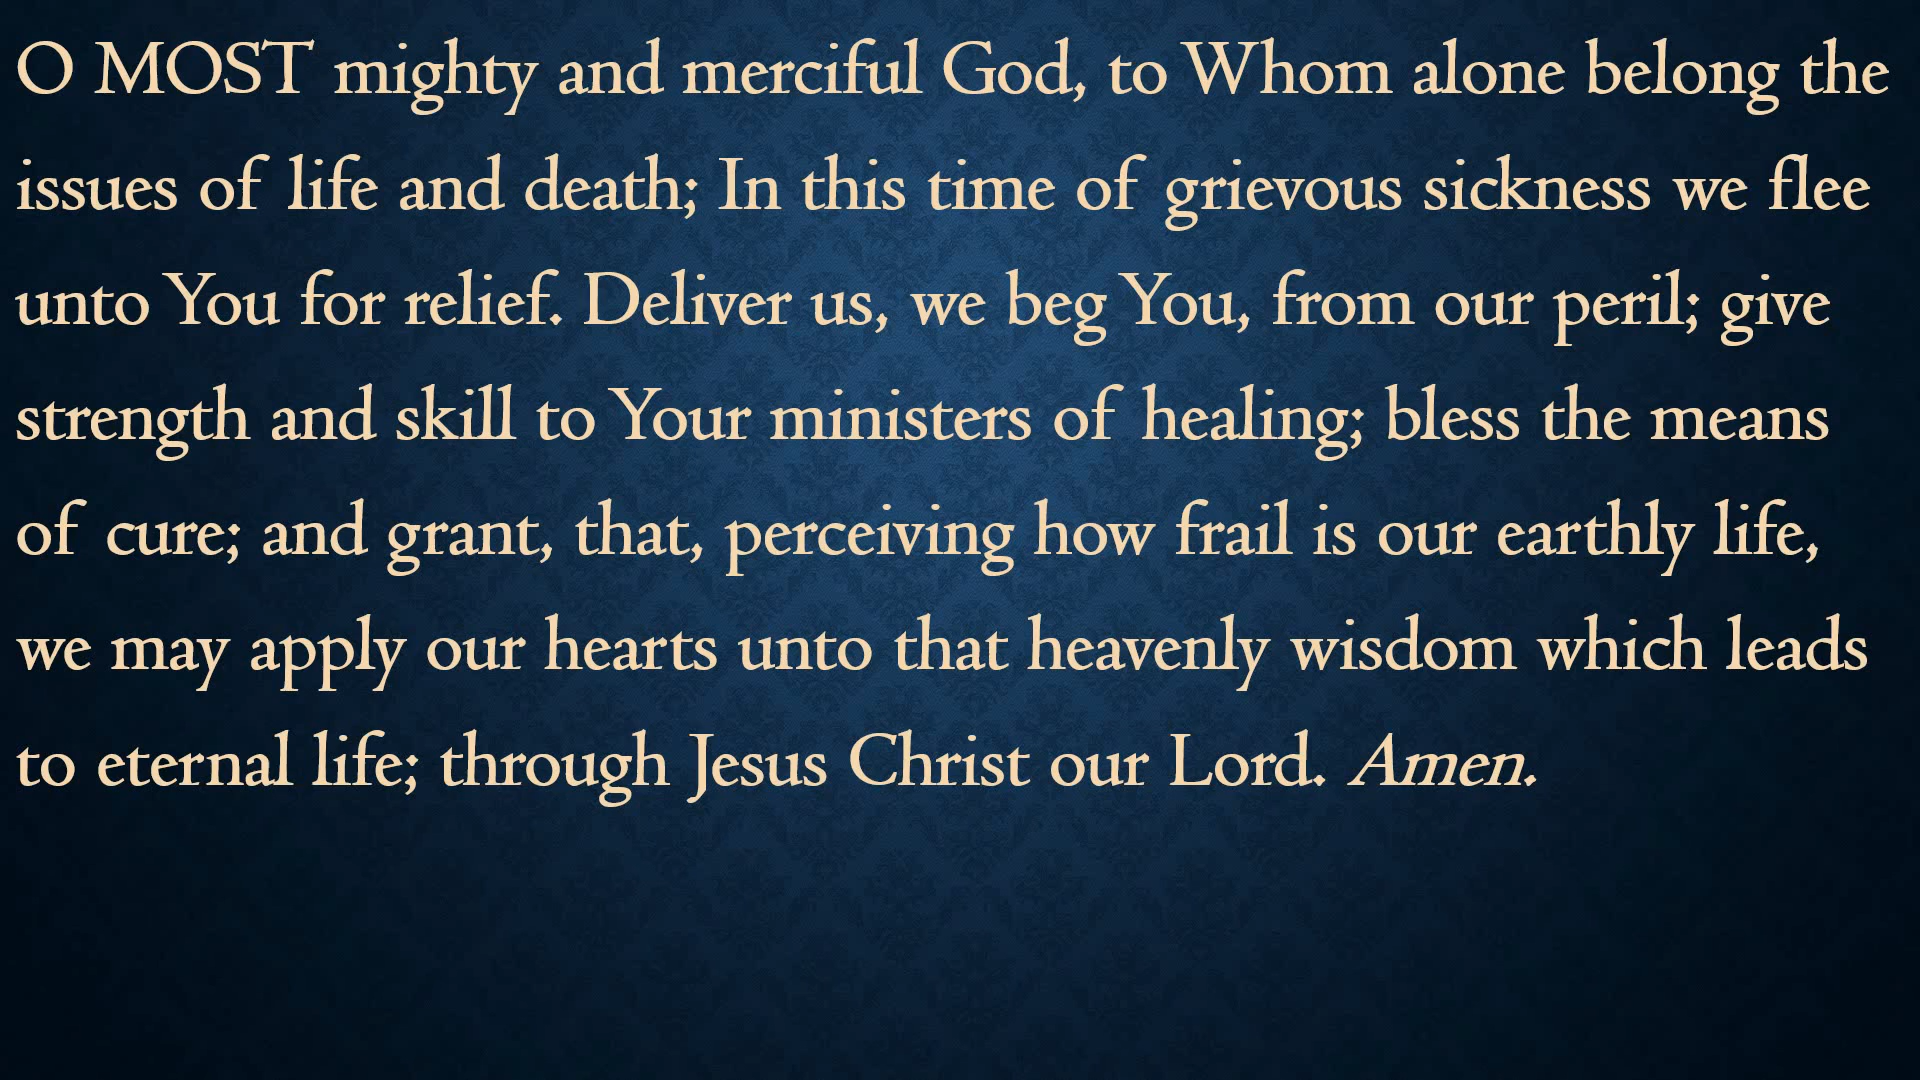 O MOST mighty and merciful God, to Whom alone belong the
issues of life and death; In this time of grievous sickness we flee
unto You for relief. Deliver us, we beg You, from our peril; give
strength and skill to Your ministers of healing; bless the means
of cure; and grant, that, perceiving how frail is our earthly life,
we may apply our hearts unto that heavenly wisdom which leads
to eternal life; through Jesus Christ our Lord. Amen.